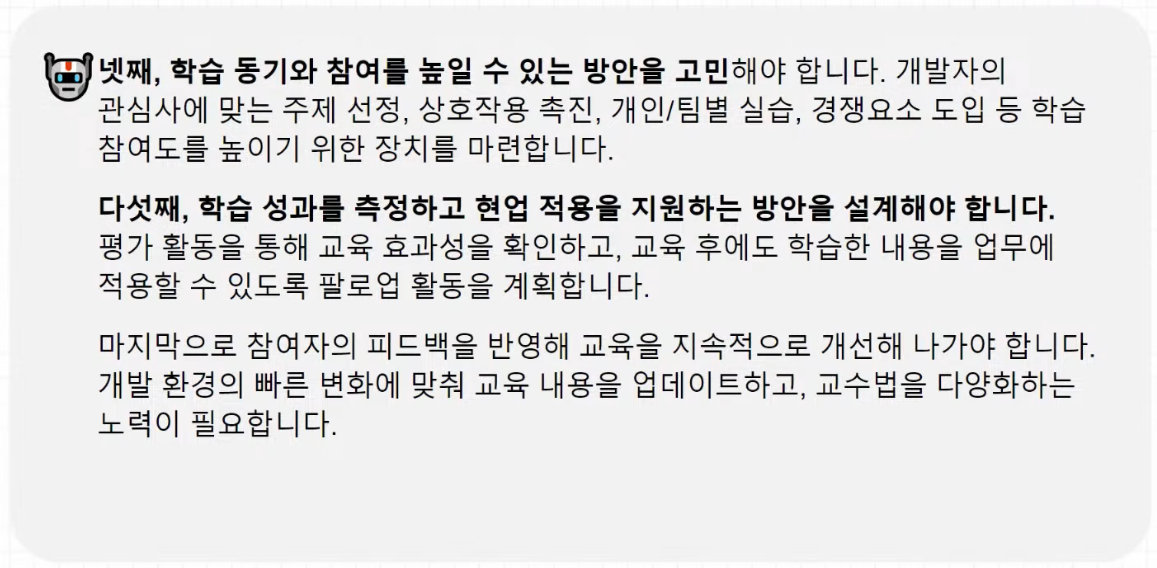 넷째, 학습 동기와 참여를 높일 수 있는 방안을 고민해야 합니다. 개발자의
관심사에 맞는 주제 선정, 상호작용 촉진, 개인/팀별 실습, 경쟁요소 도입 등 학습
참여도를 높이기 위한 장치를 마련합니다.
다섯째, 학습 성과를 측정하고 현업 적용을 지원하는 방안을 설계해야 합니다.
평가 활동을 통해 교육 효과성을 확인하고, 교육 후에도 학습한 내용을 업무에
적용할 수 있도록 팔로업 활동을 계획합니다.
마지막으로 참여자의 피드백을 반영해 교육을 지속적으로 개선해 나가야 합니다.
개발 환경의 빠른 변화에 맞춰 교육 내용을 업데이트하고, 교수법을 다양화하는
노력이 필요합니다.